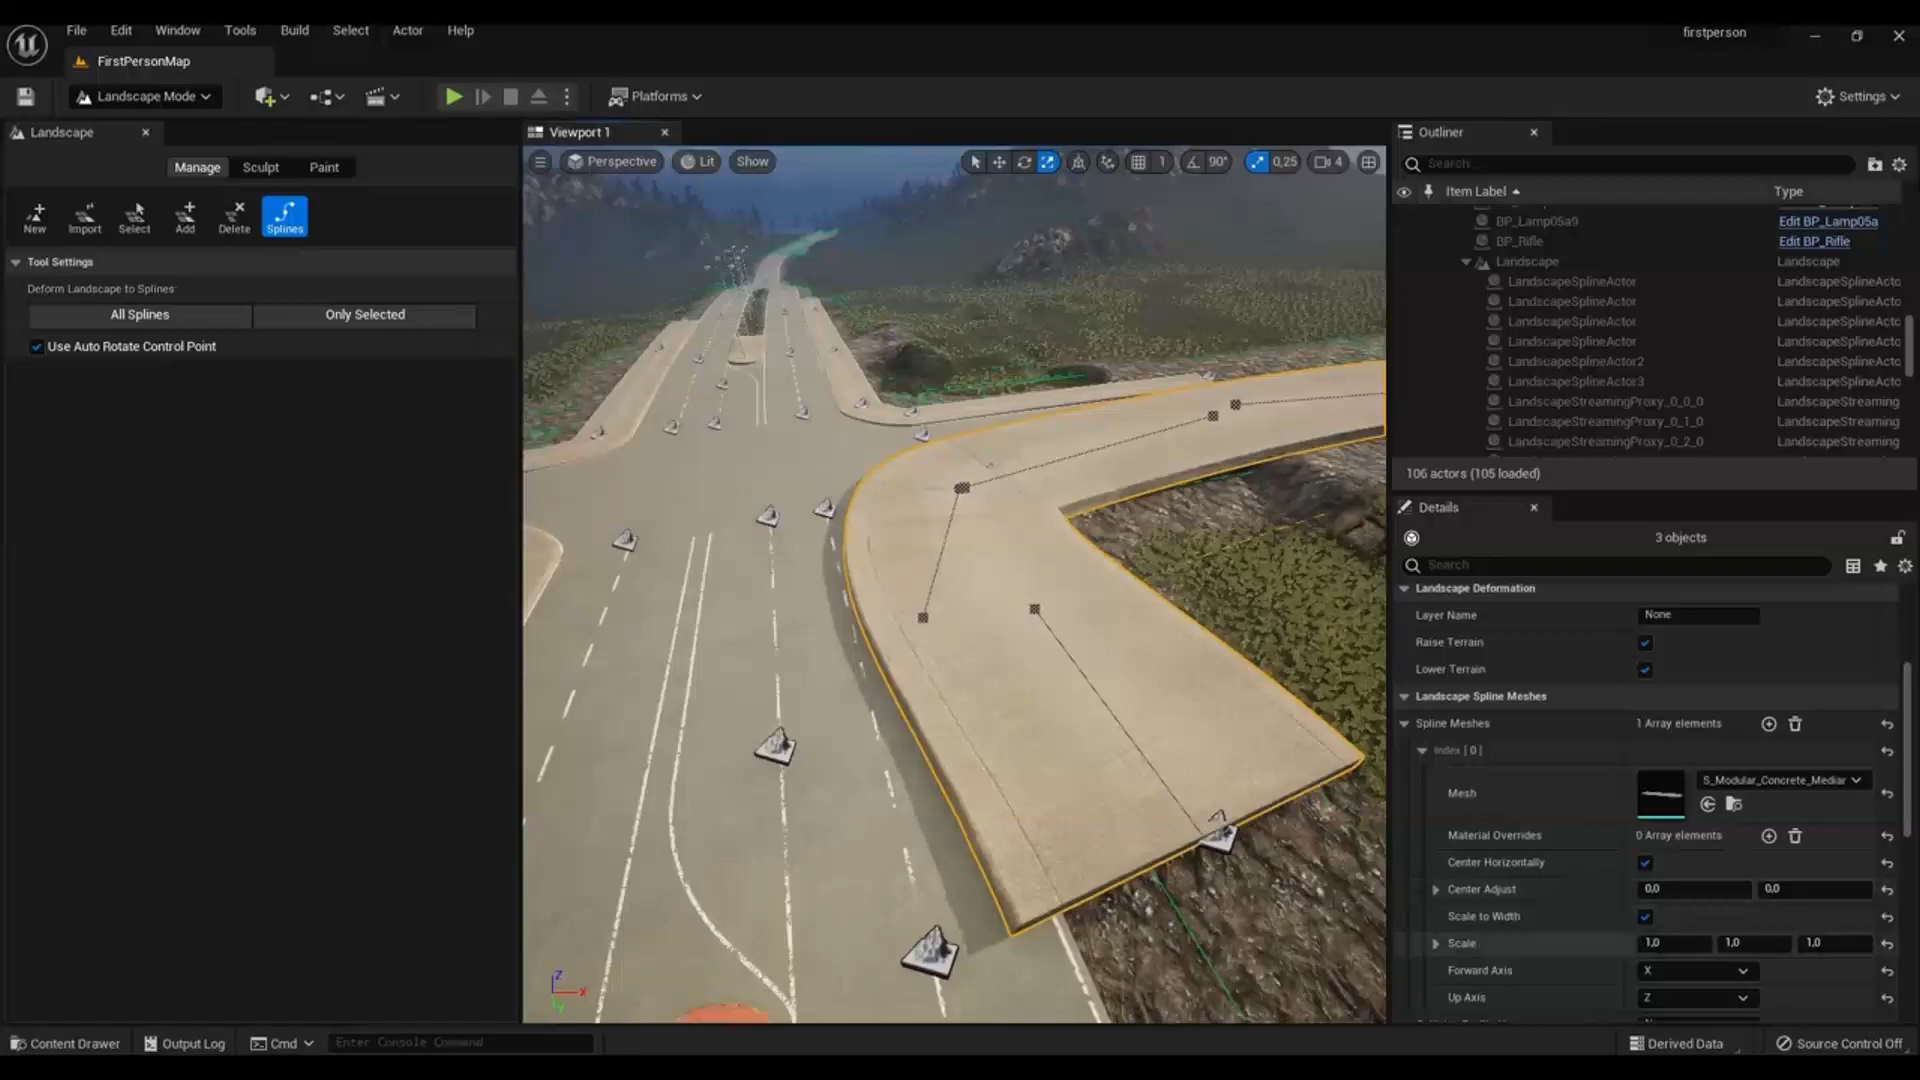 File Edit Window Tools Build Select Actor Help
firstperson
FirstPersonMap
Landscape Mode
Platforms
Settings
Landscape
Viewport 1
Outliner
Manage Sculpt Paint
Perspective Lit Show
1 90° 0,25 4
Search...
Item Label Type
New Import Select Add Delete Splines
BP_Lamp05a9 Edit BP_Lamp05a
BP_Rifle Edit BP_Rifle
Tool Settings
Landscape Landscape
Deform Landscape to Splines
LandscapeSplineActor LandscapeSplineActo
LandscapeSplineActor LandscapeSplineActo
All Splines Only Selected
LandscapeSplineActor LandscapeSplineActo
LandscapeSplineActor LandscapeSplineActo
Use Auto Rotate Control Point
LandscapeSplineActor2 LandscapeSplineActo
LandscapeSplineActor3 LandscapeSplineActo
LandscapeStreamingProxy_0_0_0 LandscapeStreaming
LandscapeStreamingProxy_0_1_0 LandscapeStreaming
LandscapeStreamingProxy_0_2_0 LandscapeStreaming
106 actors (105 loaded)
Details
3 objects
Search
Landscape Deformation
Layer Name None
Raise Terrain
Lower Terrain
Landscape Spline Meshes
Spline Meshes 1 Array elements
Index [ 0 ]
Mesh S_Modular_Concrete_Mediar
Material Overrides 0 Array elements
Center Horizontally
Center Adjust 0,0 0,0
Scale to Width
Scale 1,0 1,0 1,0
Forward Axis X
Up Axis Z
Z
X
Y
Content Drawer Output Log Cmd Enter Console Command
Derived Data Source Control Off